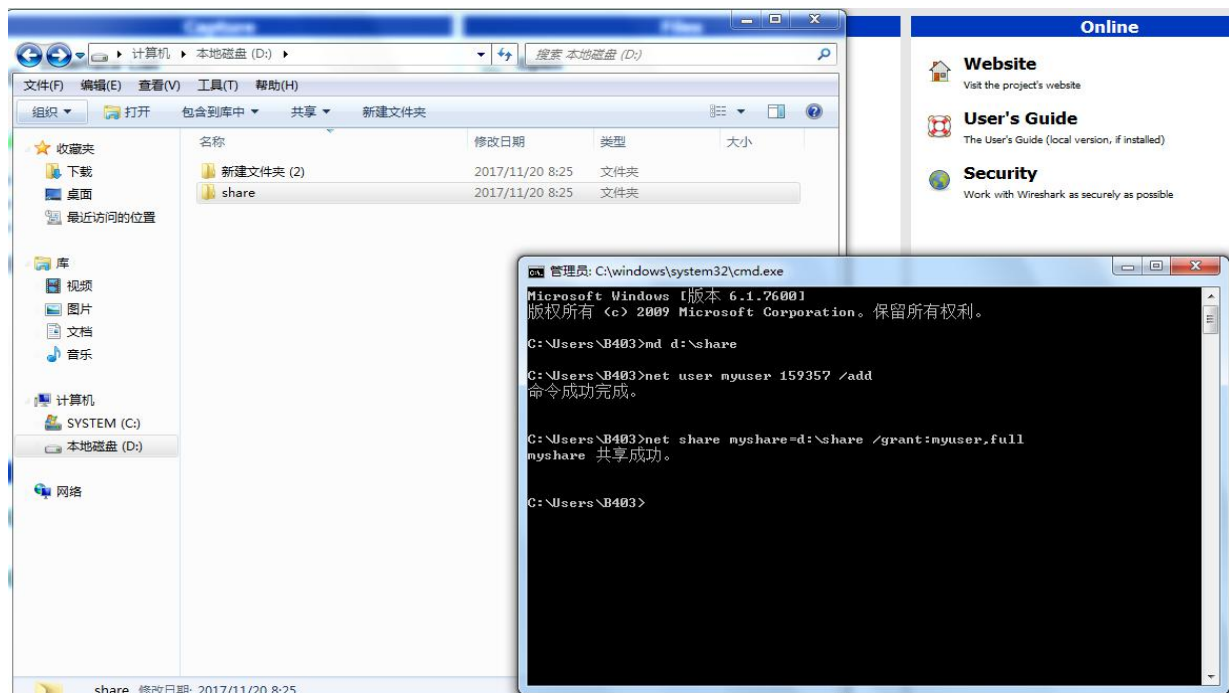 Capture
Files
Online
计算机 ▸ 本地磁盘 (D:) ▸
搜索 本地磁盘 (D:)
文件(F) 编辑(E) 查看(V) 工具(T) 帮助(H)
组织 打开 包含到库中 共享 新建文件夹
收藏夹
下载
桌面
最近访问的位置
库
视频
图片
文档
音乐
计算机
SYSTEM (C:)
本地磁盘 (D:)
网络
名称 修改日期 类型 大小
新建文件夹 (2) 2017/11/20 8:25 文件夹
share 2017/11/20 8:25 文件夹
share 修改日期: 2017/11/20 8:25
Website
Visit the project's website
User's Guide
The User's Guide (local version, if installed)
Security
Work with Wireshark as securely as possible
管理员: C:\windows\system32\cmd.exe
Microsoft Windows [版本 6.1.7600]
版权所有 (c) 2009 Microsoft Corporation。保留所有权利。
C:\Users\B403>md d:\share
C:\Users\B403>net user myuser 159357 /add
命令成功完成。
C:\Users\B403>net share myshare=d:\share /grant:myuser,full
myshare 共享成功。
C:\Users\B403>